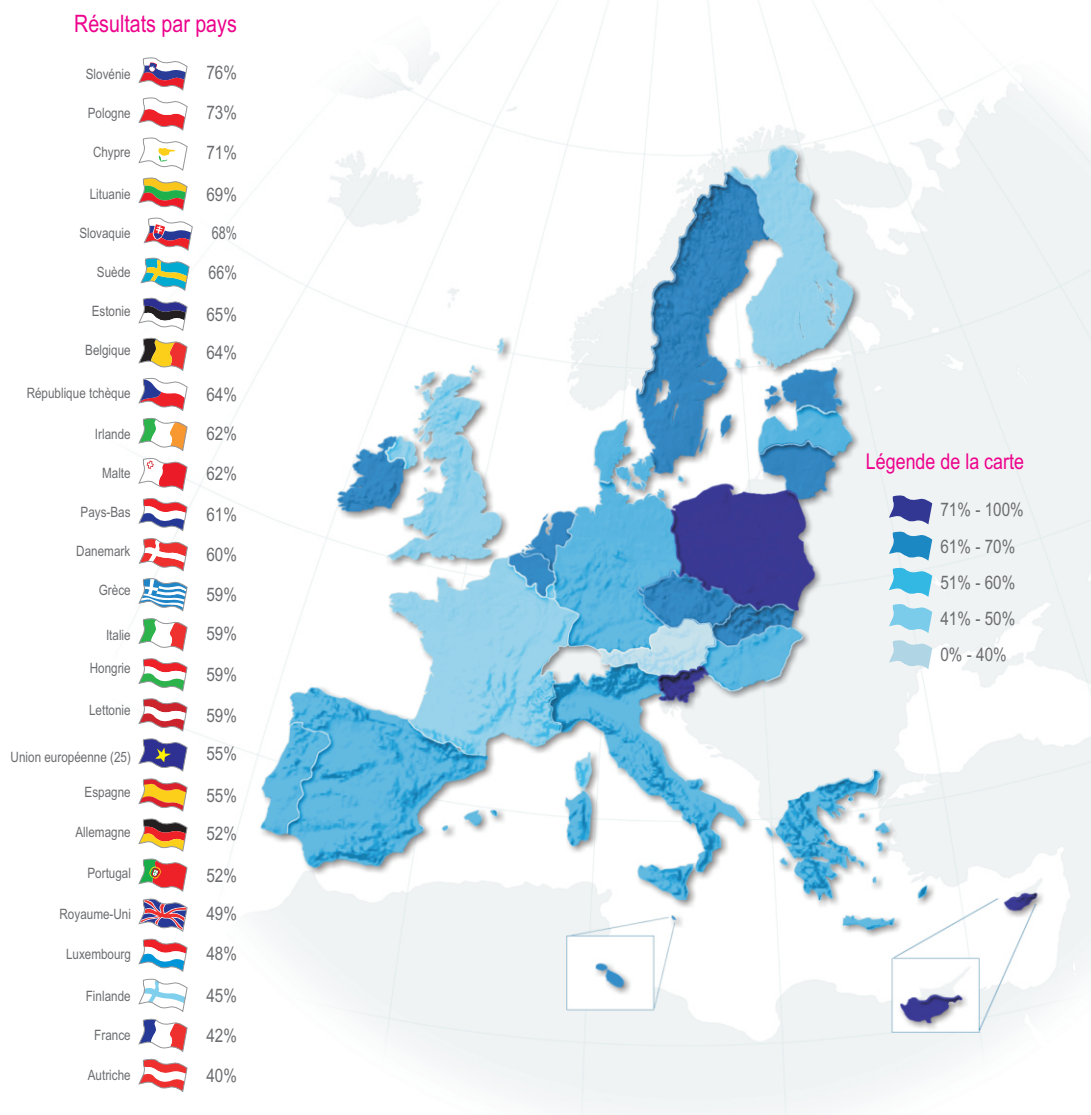 Résultats par pays
Slovénie 76%
Pologne 73%
Chypre 71%
Lituanie 69%
Slovaquie 68%
Suède 66%
Estonie 65%
Belgique 64%
République tchèque 64%
Irlande 62%
Malte 62%
Pays-Bas 61%
Danemark 60%
Grèce 59%
Italie 59%
Hongrie 59%
Lettonie 59%
Union européenne (25) 55%
Espagne 55%
Allemagne 52%
Portugal 52%
Royaume-Uni 49%
Luxembourg 48%
Finlande 45%
France 42%
Autriche 40%
Légende de la carte
71% - 100%
61% - 70%
51% - 60%
41% - 50%
0% - 40%